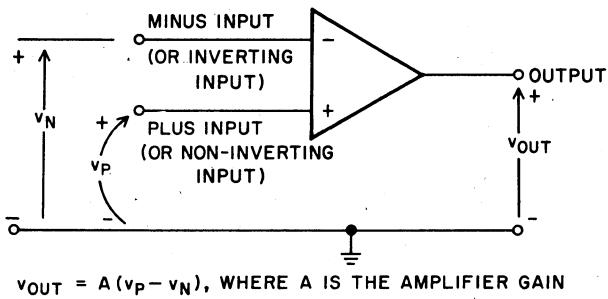 MINUS INPUT
(OR INVERTING
INPUT)
−
+
OUTPUT
+
vN
+
PLUS INPUT
(OR NON-INVERTING
INPUT)
vP
+
vOUT
−
−
−
vOUT = A(vP−vN), WHERE A IS THE AMPLIFIER GAIN